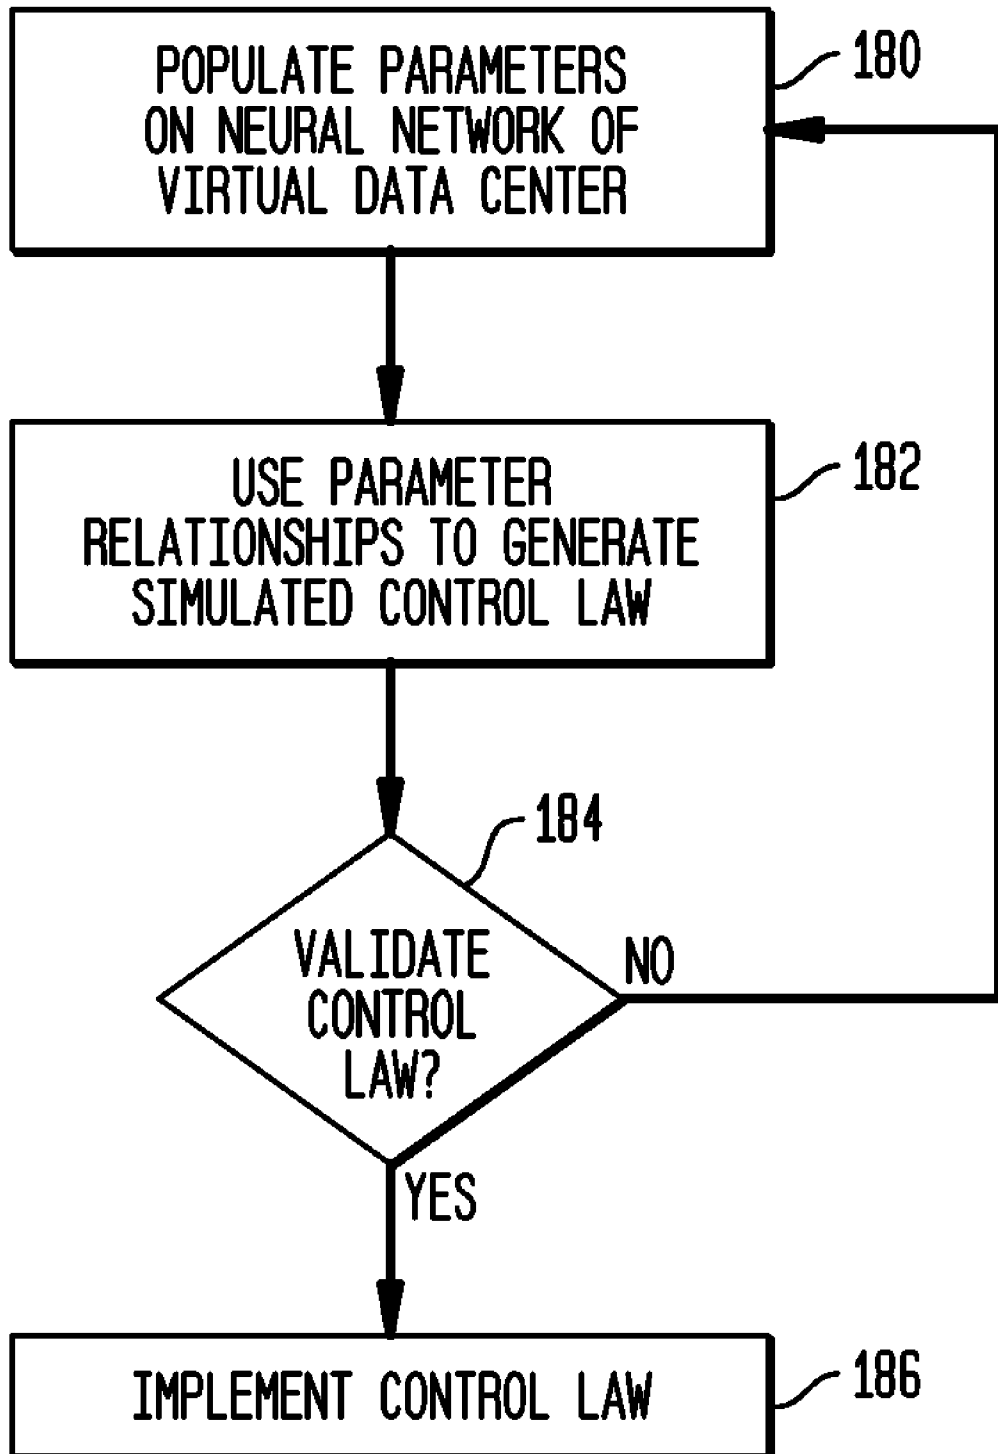 POPULATE PARAMETERS
ON NEURAL NETWORK OF
VIRTUAL DATA CENTER
180
USE PARAMETER
RELATIONSHIPS TO GENERATE
SIMULATED CONTROL LAW
182
184
VALIDATE
CONTROL
LAW?
NO
YES
IMPLEMENT CONTROL LAW
186